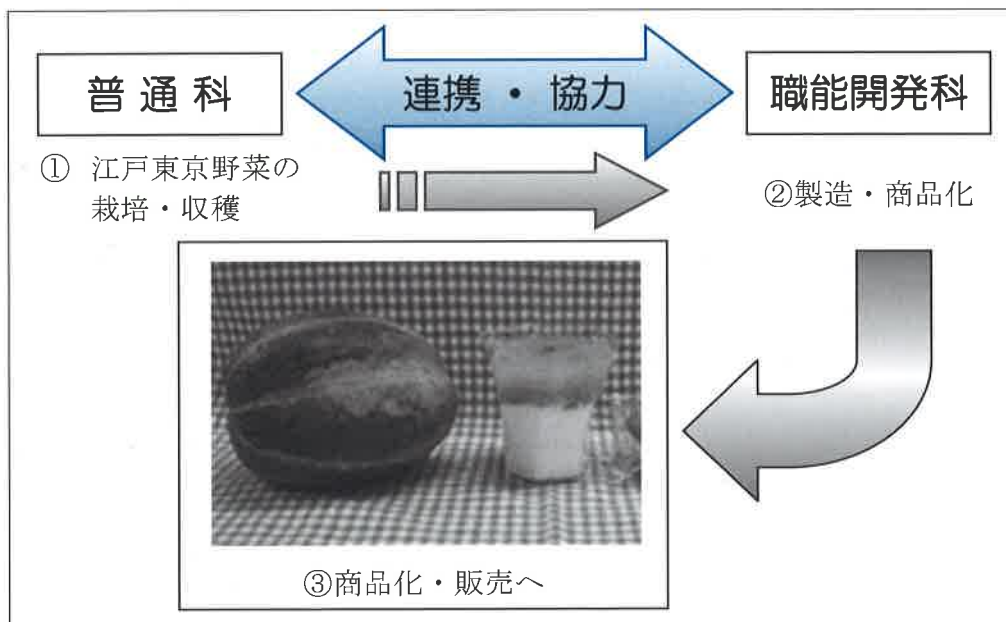 普通科
連携・協力
職能開発科
① 江戸東京野菜の
栽培・収穫
②製造・商品化
③商品化・販売へ